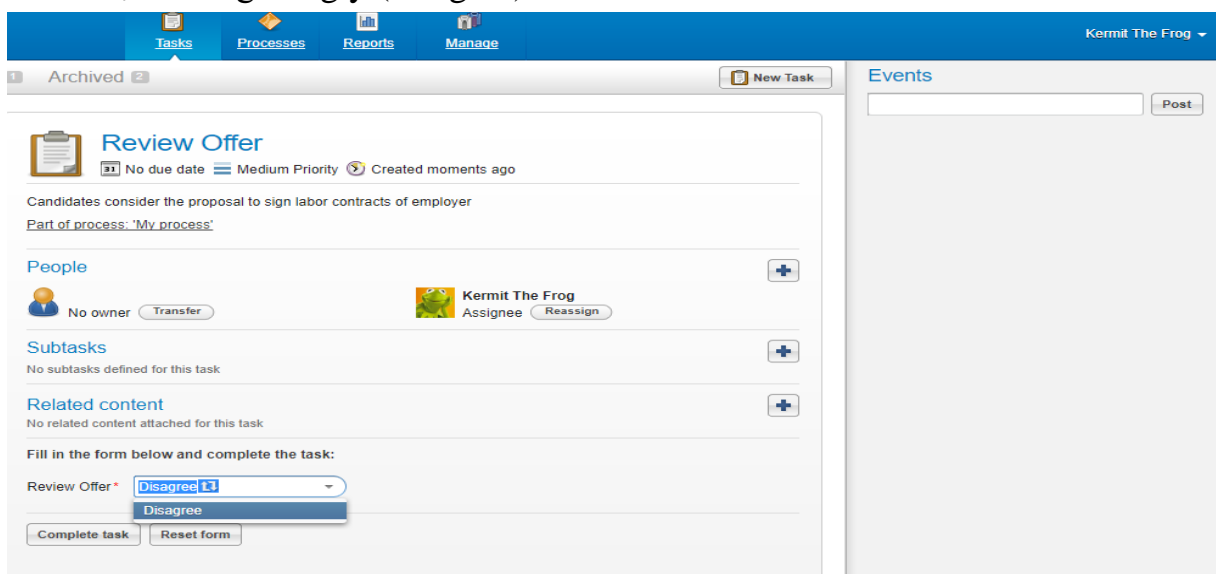 Tasks Processes Reports Manage
Kermit The Frog
1 Archived 2
New Task
Events
Post
Review Offer
31 No due date Medium Priority Created moments ago
Candidates consider the proposal to sign labor contracts of employer
Part of process: 'My process'
People
No owner Transfer
Kermit The Frog
Assignee Reassign
Subtasks
No subtasks defined for this task
Related content
No related content attached for this task
Fill in the form below and complete the task:
Review Offer* Disagree
Disagree
Complete task Reset form